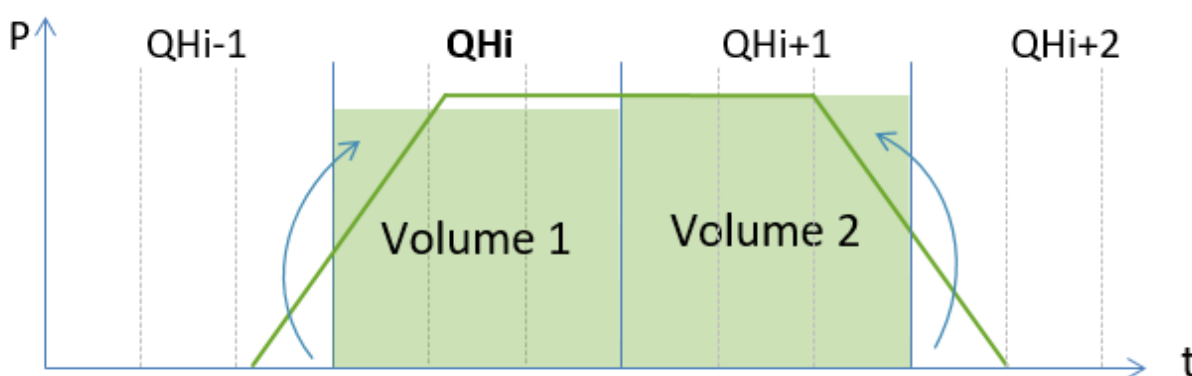 P
QHi-1
QHi
QHi+1
QHi+2
Volume 1
Volume 2
t